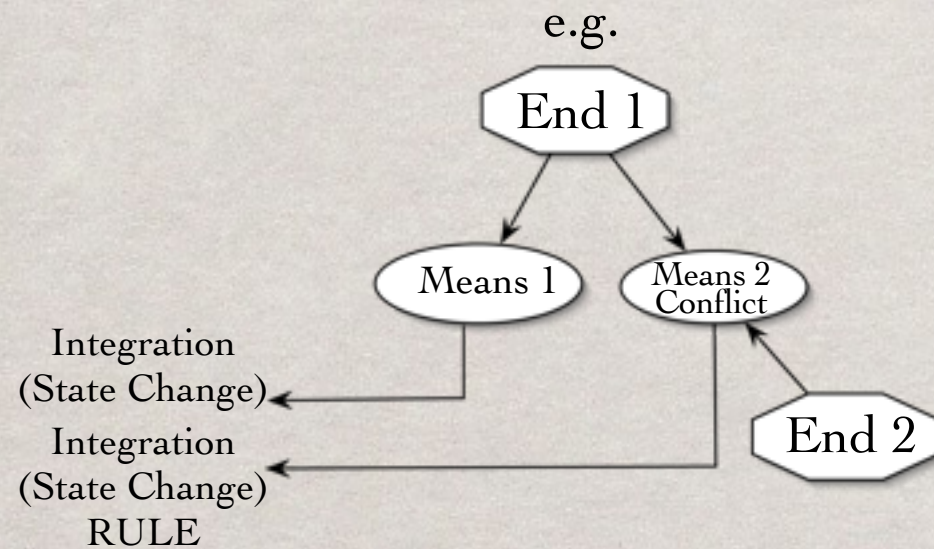 e.g.
End 1
Means 1
Means 2
Conflict
Integration
(State Change)
Integration
(State Change)
RULE
End 2